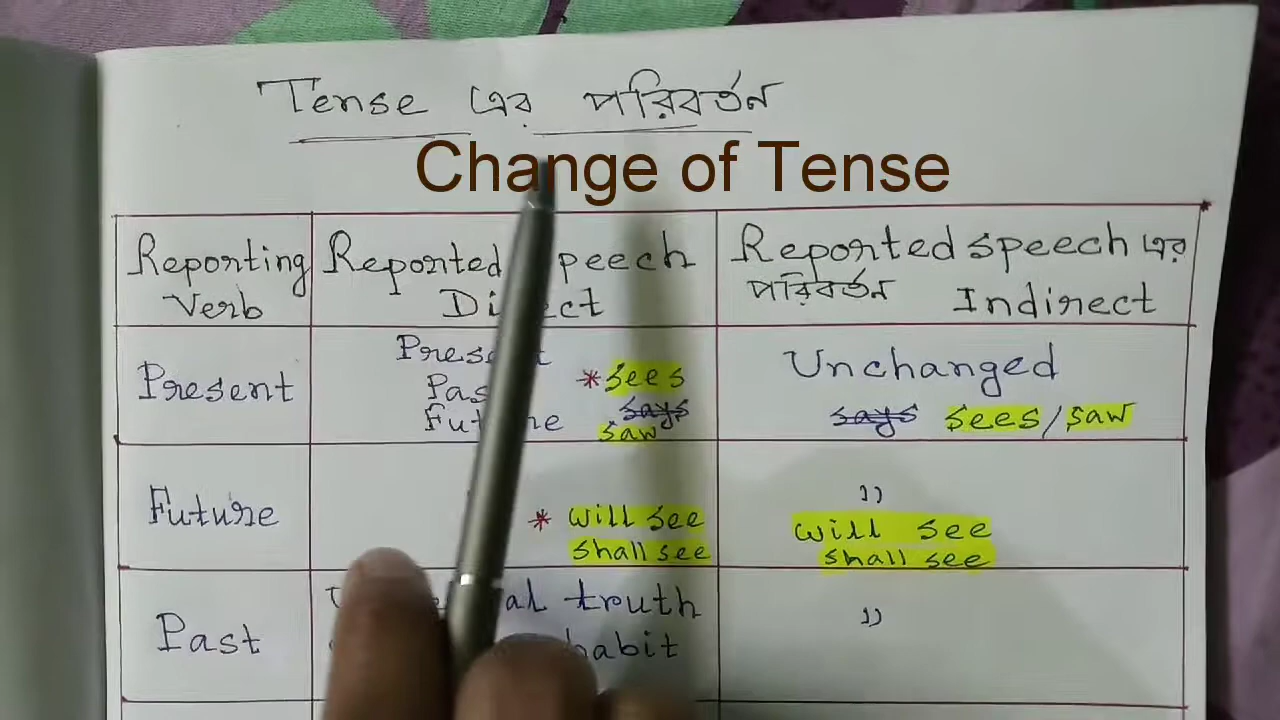 Tense এর পরিবর্তন
Change of Tense
Reporting Verb
Reported Speech Direct
Reported speech এর পরিবর্তন Indirect
Present
Present
Past
Future
*sees
says
saw
Unchanged
says sees/saw
Future
* will see
shall see
））
will see
shall see
Past
truth
habit
））